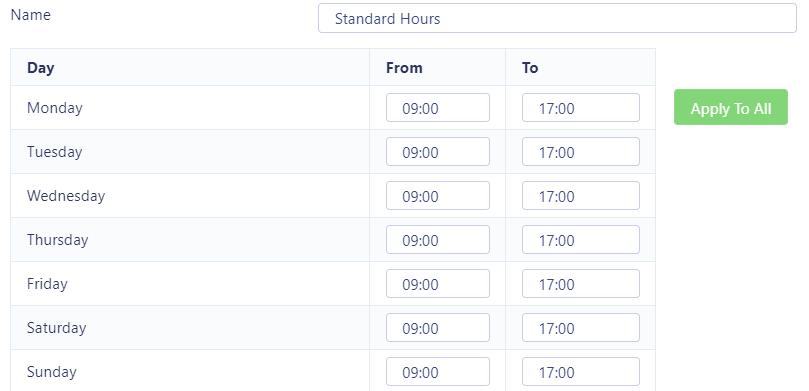 Name Standard Hours
Day From To
Monday 09:00 17:00 Apply To All
Tuesday 09:00 17:00
Wednesday 09:00 17:00
Thursday 09:00 17:00
Friday 09:00 17:00
Saturday 09:00 17:00
Sunday 09:00 17:00